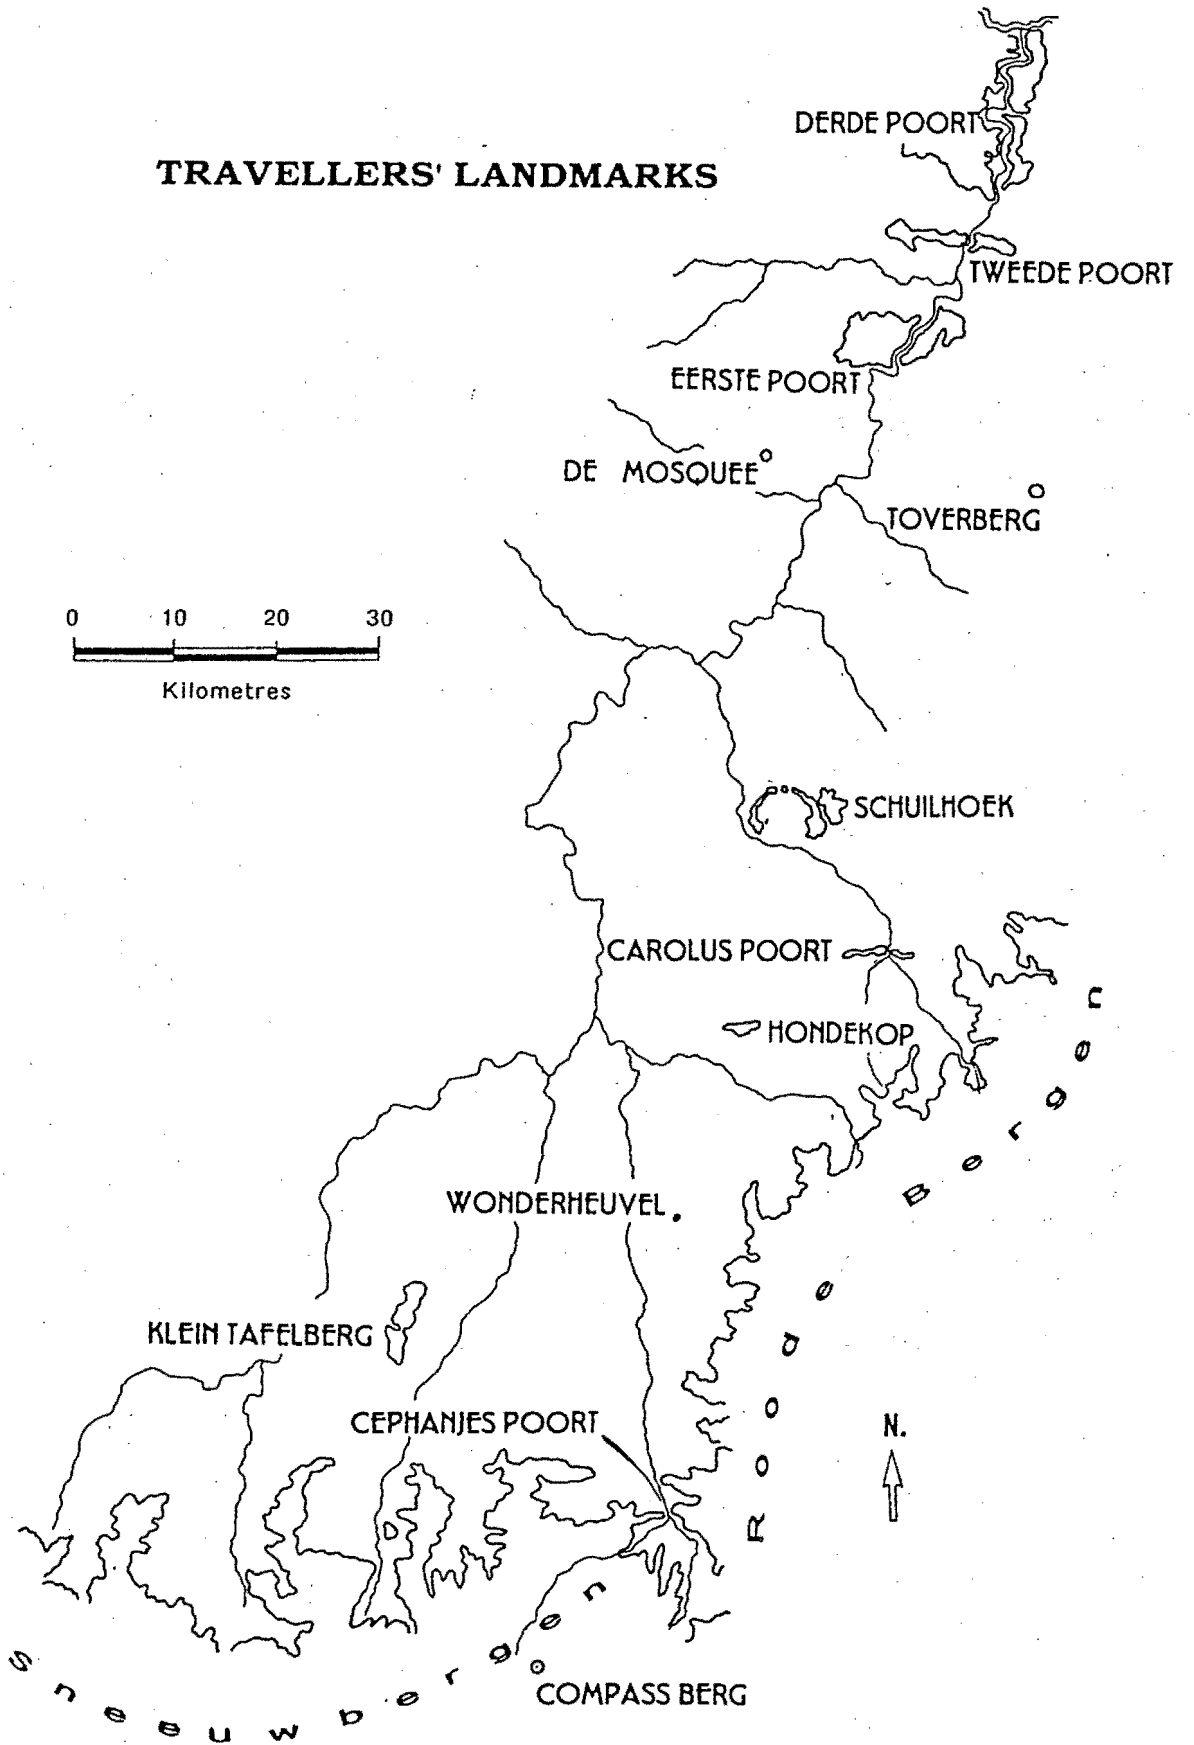 DERDE POORT
TRAVELLERS' LANDMARKS
TWEEDE POORT
EERSTE POORT
DE MOSQUEE
TOVERBERG
0 10 20 30
Kilometres
SCHUILHOEK
CAROLUS POORT
HONDEKOP
Rode Bergen
WONDERHEUVEL
KLEIN TAFELBERG
CEPHANJES POORT
N.
Sneeuwbergen
COMPASS BERG